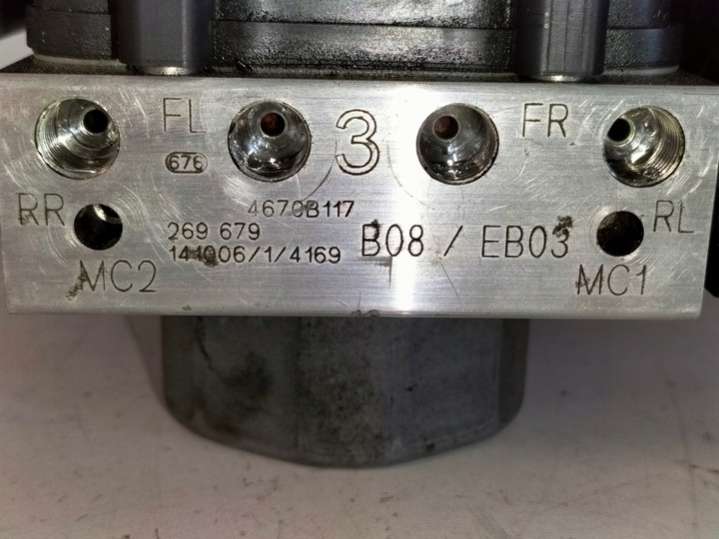 FL 3 FR
676
RR 4670B117 RL
269 679
141006/1/4169 B08 / EB03
MC2 MC1